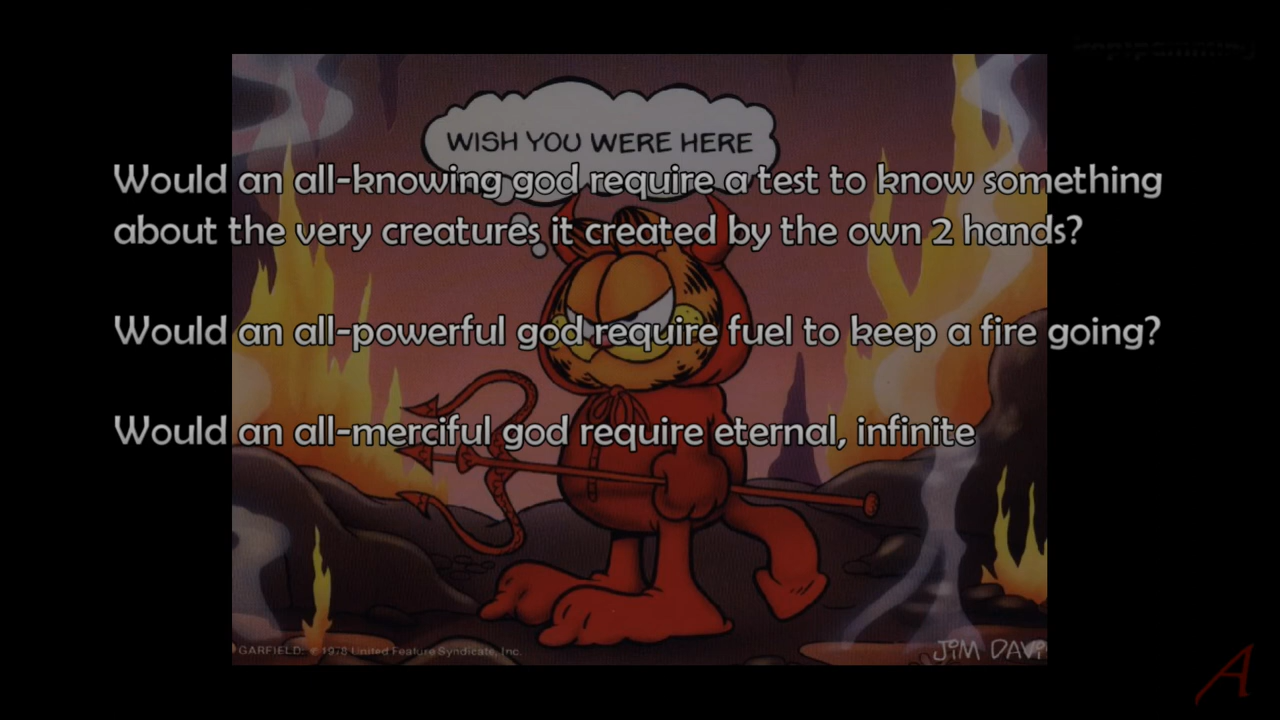 WISH YOU WERE HERE
Would an all-knowing god require a test to know something
about the very creatures it created by the own 2 hands?
Would an all-powerful god require fuel to keep a fire going?
Would an all-merciful god require eternal, infinite
GARFIELD: © 1978 United Feature Syndicate, Inc.
JIM DAVI
A